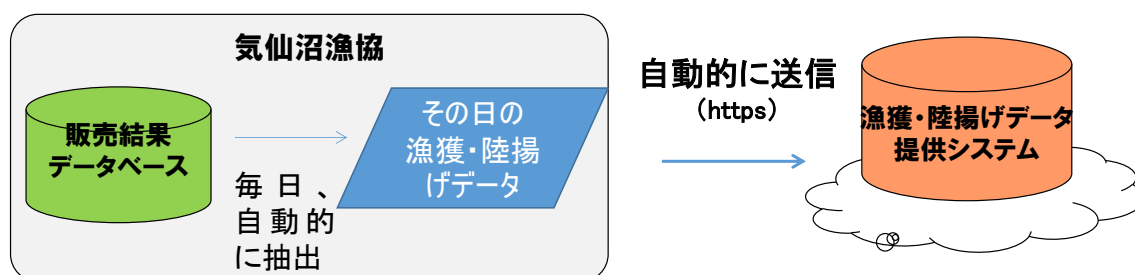 気仙沼漁協
販売結果
データベース
毎日、
自動的
に抽出
その日の
漁獲・陸揚
げデータ
自動的に送信
(https)
漁獲・陸揚げデータ
提供システム